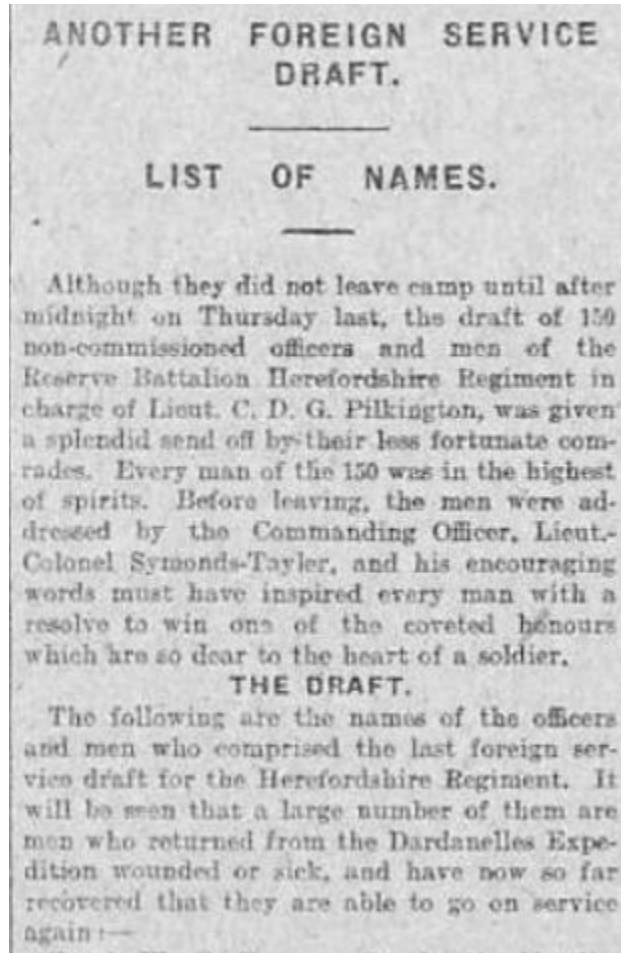 ANOTHER FOREIGN SERVICE
DRAFT.
LIST OF NAMES.
Although they did not leave camp until after
midnight on Thursday last, the draft of 150
non-commissioned officers and men of the
Reserve Battalion Herefordshire Regiment in
charge of Lieut. C. D. G. Pilkington, was given
a splendid send off by their less fortunate com-
rades. Every man of the 150 was in the highest
of spirits. Before leaving, the men were ad-
dressed by the Commanding Officer, Lieut.-
Colonel Symonds-Tayler, and his encouraging
words must have inspired every man with a
resolve to win one of the coveted honours
which are so dear to the heart of a soldier.
THE DRAFT.
The following are the names of the officers
and men who comprised the last foreign ser-
vice draft for the Herefordshire Regiment. It
will be seen that a large number of them are
men who returned from the Dardanelles Expe-
dition wounded or sick, and have now so far
recovered that they are able to go on service
again:—